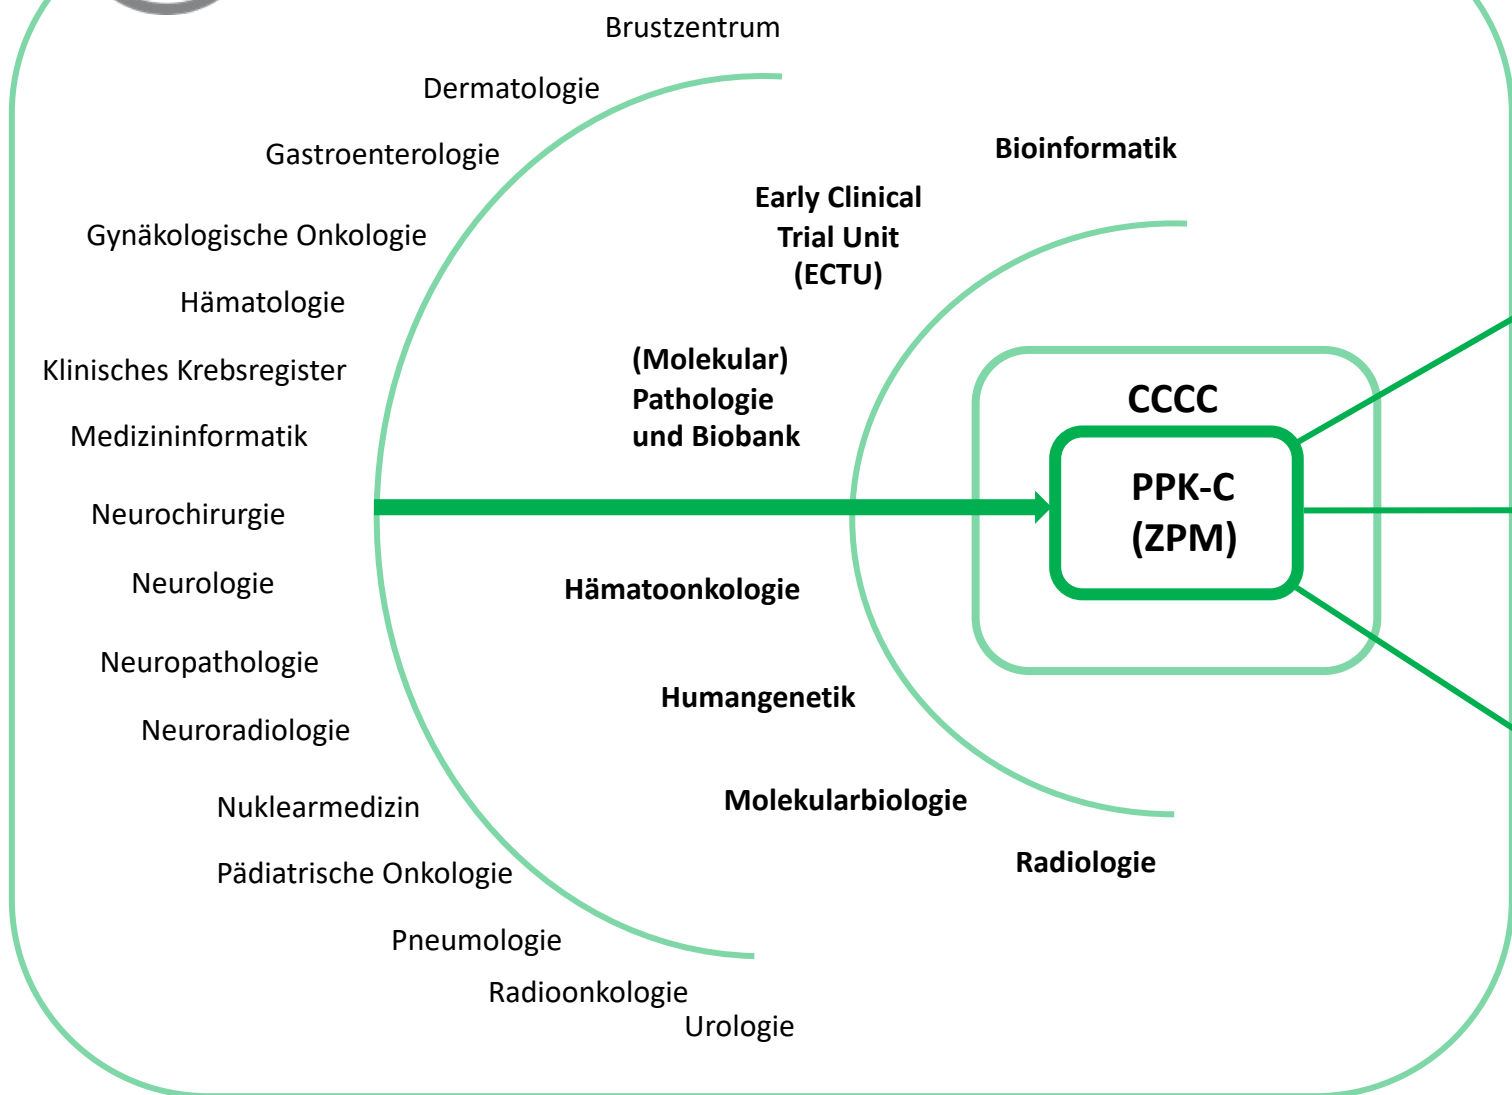 Brustzentrum
Dermatologie
Gastroenterologie
Gynäkologische Onkologie
Hämatologie
Klinisches Krebsregister
Medizininformatik
Neurochirurgie
Neurologie
Neuropathologie
Neuroradiologie
Nuklearmedizin
Pädiatrische Onkologie
Pneumologie
Radioonkologie
Urologie
Bioinformatik
Early Clinical
Trial Unit
(ECTU)
(Molekular)
Pathologie
und Biobank
Hämatoonkologie
Humangenetik
Molekularbiologie
Radiologie
CCCC
PPK-C
(ZPM)